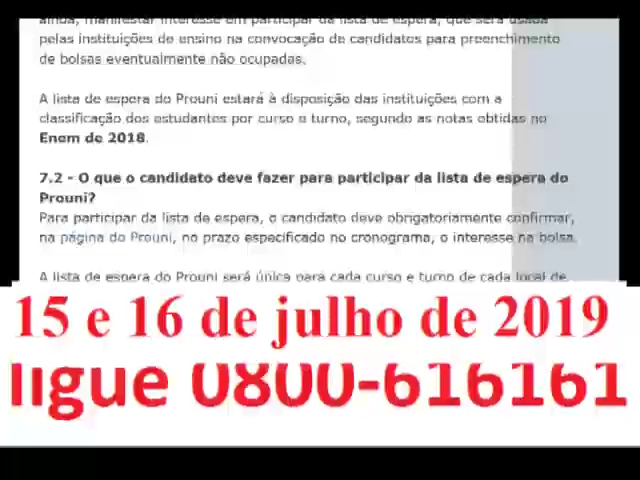 ainda, manifestar interesse em participar da lista de espera, que será usada
pelas instituições de ensino na convocação de candidatos para preenchimento
de bolsas eventualmente não ocupadas.
A lista de espera do Prouni estará à disposição das instituições com a
classificação dos estudantes por curso e turno, segundo as notas obtidas no
Enem de 2018.
7.2 - O que o candidato deve fazer para participar da lista de espera do
Prouni?
Para participar da lista de espera, o candidato deve obrigatoriamente confirmar,
na página do Prouni, no prazo especificado no cronograma, o interesse na bolsa.
A lista de espera do Prouni será única para cada curso e turno de cada local de
15 e 16 de julho de 2019
ligue 0800-616161